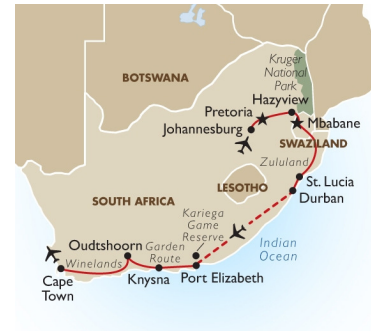 Kruger
National
Park
BOTSWANA
Hazyview
Pretoria
Mbabane
Johannesburg
SWAZILAND
Zululand
St. Lucia
LESOTHO
Durban
SOUTH AFRICA
Kariega
Game
Reserve
Indian
Ocean
Oudtshoorn
Garden
Route
Winelands
Cape
Town
Knysna
Port Elizabeth